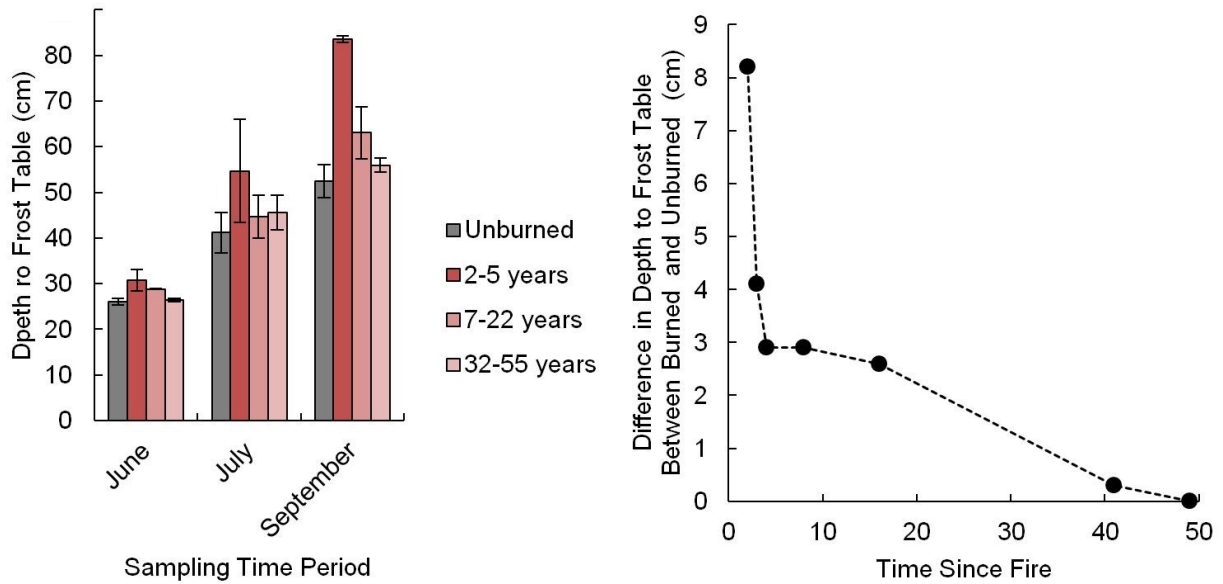 Dpeth ro Frost Table (cm)
80
70
60
50
40
30
20
10
0
June
July
September
Sampling Time Period
Unburned
2-5 years
7-22 years
32-55 years
Difference in Depth to Frost Table
Between Burned and Unburned (cm)
9
8
7
6
5
4
3
2
1
0
0 10 20 30 40 50
Time Since Fire